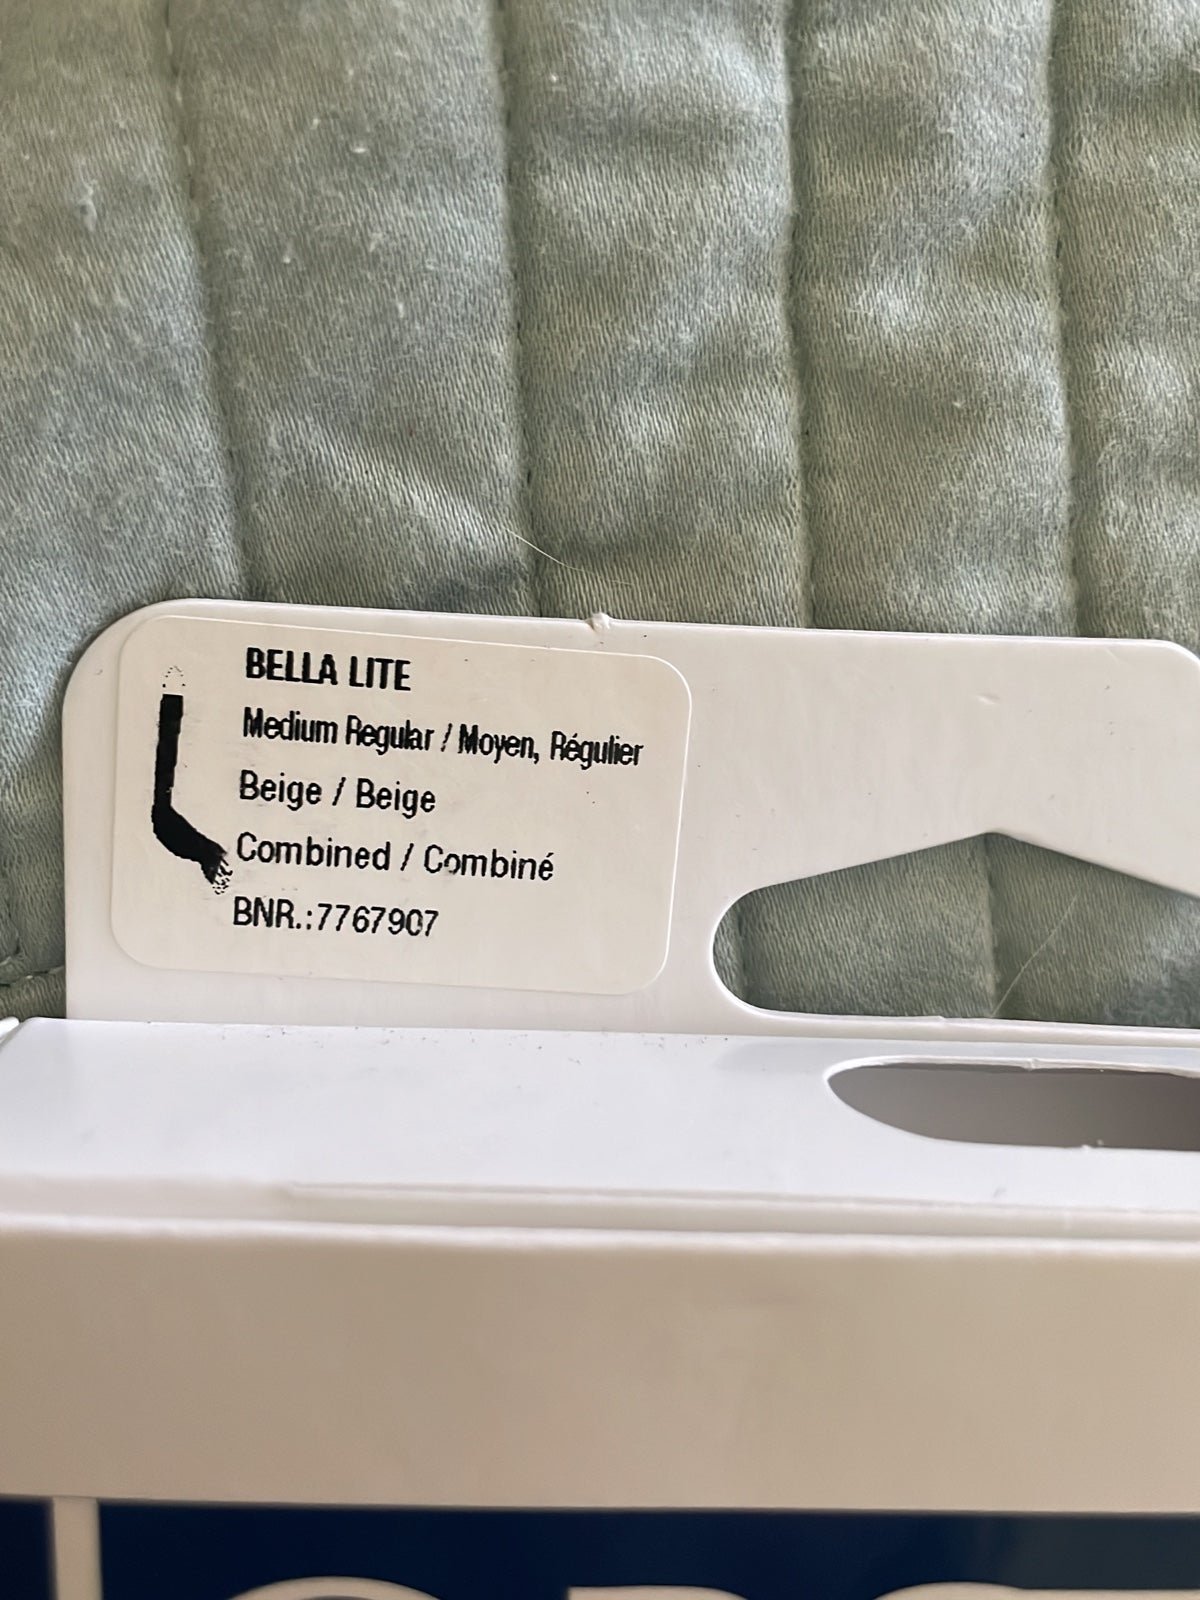 BELLA LITE
Medium Regular / Moyen, Régulier
Beige / Beige
Combined / Combiné
BNR.:7767907